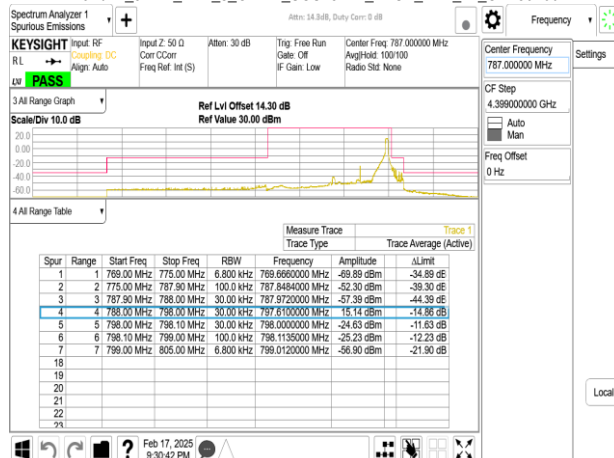 Spectrum Analyzer 1
Spurious Emissions
Attn: 14.3dB, Duty Cerr: 0 dB
Frequency
Settings
KEYSIGHT
RL
PASS
Input: RF
Coupling: DC
Align: Auto
Input Z: 50 Ω
Corr CCorr
Freq Ref: Int (S)
Atten: 30 dB
Trig: Free Run
Gate: Off
IF Gain: Low
Center Freq: 787.000000 MHz
Avg|Hold: 100/100
Radio Std: None
Center Frequency
787.000000 MHz
CF Step
4.399000000 GHz
Auto
Man
Freq Offset
0 Hz
3 All Range Graph
Scale/Div 10.0 dB
Ref Lvl Offset 14.30 dB
Ref Value 30.00 dBm
20.0
0.00
-20.0
-40.0
-60.0
4 All Range Table
Measure Trace Trace 1
Trace Type Trace Average (Active)
Spur Range Start Freq Stop Freq RBW Frequency Amplitude ΔLimit
1 1 769.00 MHz 775.00 MHz 6.800 kHz 769.6660000 MHz -69.89 dBm -34.89 dB
2 2 775.00 MHz 787.90 MHz 100.0 kHz 787.8484000 MHz -52.30 dBm -39.30 dB
3 3 787.90 MHz 788.00 MHz 30.00 kHz 787.9720000 MHz -57.39 dBm -44.39 dB
4 4 788.00 MHz 798.00 MHz 30.00 kHz 797.6100000 MHz 15.14 dBm -14.86 dB
5 5 798.00 MHz 798.10 MHz 30.00 kHz 798.0000000 MHz -24.63 dBm -11.63 dB
6 6 798.10 MHz 799.00 MHz 100.0 kHz 798.1135000 MHz -25.23 dBm -12.23 dB
7 7 799.00 MHz 805.00 MHz 6.800 kHz 799.0120000 MHz -56.90 dBm -21.90 dB
18
19
20
21
22
23
Local
Feb 17, 2025
9:30:42 PM